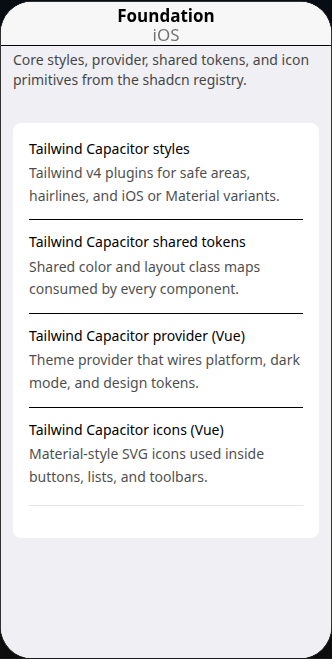 Foundation
iOS
Core styles, provider, shared tokens, and icon
primitives from the shadcn registry.
Tailwind Capacitor styles
Tailwind v4 plugins for safe areas,
hairlines, and iOS or Material variants.
Tailwind Capacitor shared tokens
Shared color and layout class maps
consumed by every component.
Tailwind Capacitor provider (Vue)
Theme provider that wires platform, dark
mode, and design tokens.
Tailwind Capacitor icons (Vue)
Material-style SVG icons used inside
buttons, lists, and toolbars.